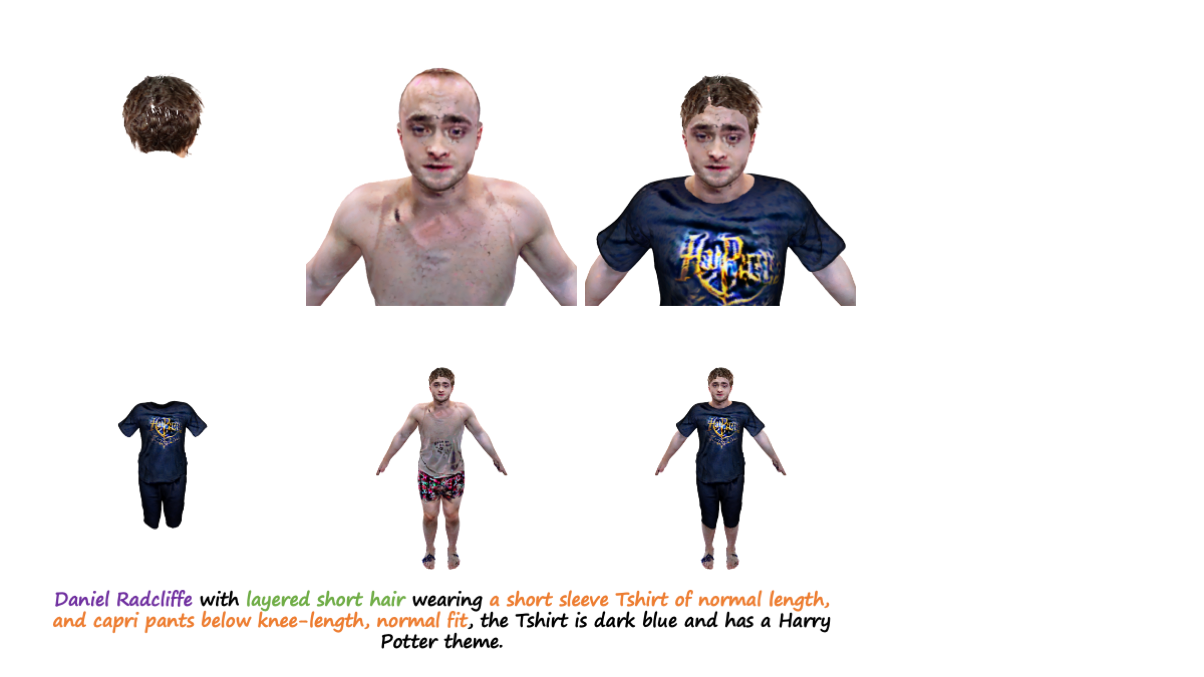 Daniel Radcliffe with layered short hair wearing a short sleeve Tshirt of normal length,
and capri pants below knee-length, normal fit, the Tshirt is dark blue and has a Harry
Potter theme.